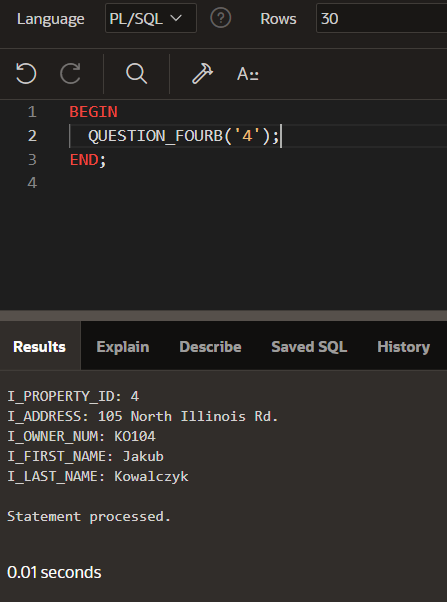 Language PL/SQL ? Rows 30
A::
1 BEGIN
2 QUESTION_FOURB('4');
3 END;
4
Results Explain Describe Saved SQL History
I_PROPERTY_ID: 4
I_ADDRESS: 105 North Illinois Rd.
I_OWNER_NUM: KO104
I_FIRST_NAME: Jakub
I_LAST_NAME: Kowalczyk
Statement processed.
0.01 seconds